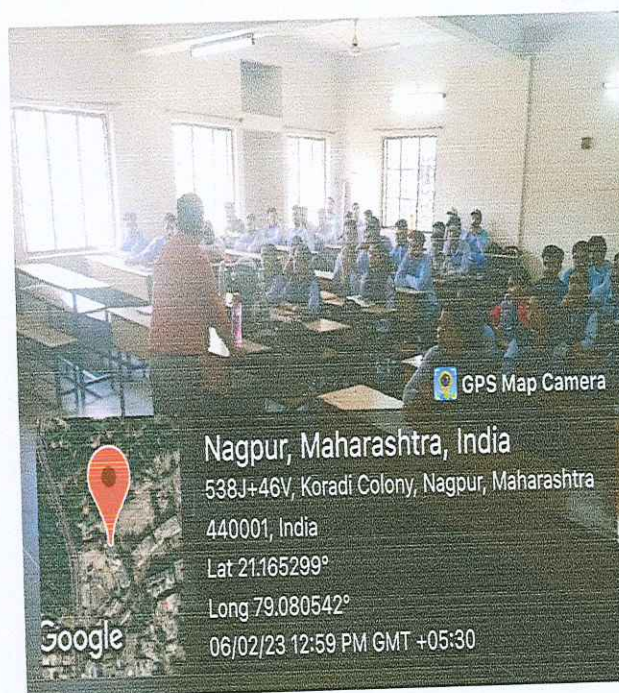 GPS Map Camera
Nagpur, Maharashtra, India
538J+46V, Koradi Colony, Nagpur, Maharashtra
440001, India
Lat 21.165299°
Long 79.080542°
06/02/23 12:59 PM GMT +05:30
Google